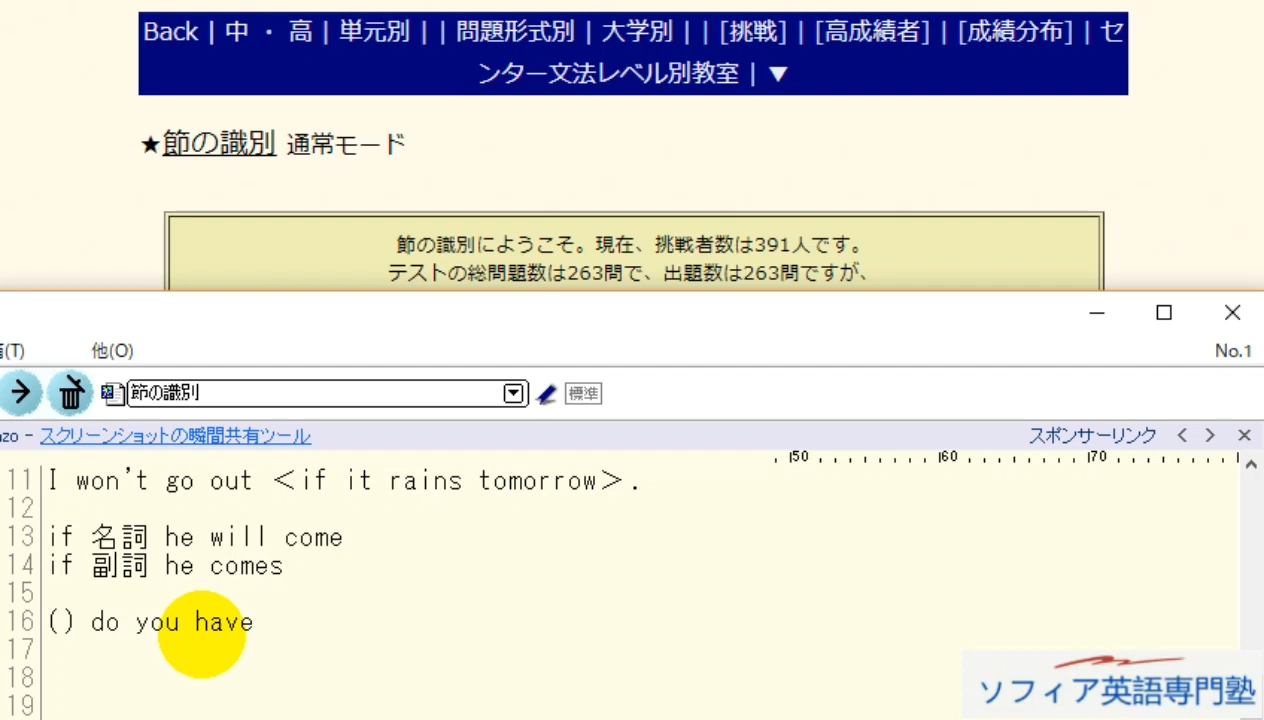 Back | 中 ・ 高 | 単元別 | | 問題形式別 | 大学別 | | [挑戦] | [高成績者] | [成績分布] | セ
ンター文法レベル別教室 | ▼
★節の識別 通常モード
節の識別にようこそ。現在、挑戦者数は391人です。
テストの総問題数は263問で、出題数は263問ですが、
(T) 他(O) No.1
節の識別 標準
zo - スクリーンショットの瞬間共有ツール スポンサーリンク
50 60 70
11 I won't go out <if it rains tomorrow>.
12
13 if 名詞 he will come
14 if 副詞 he comes
15
16 () do you have
17
18
19
ソフィア英語専門塾